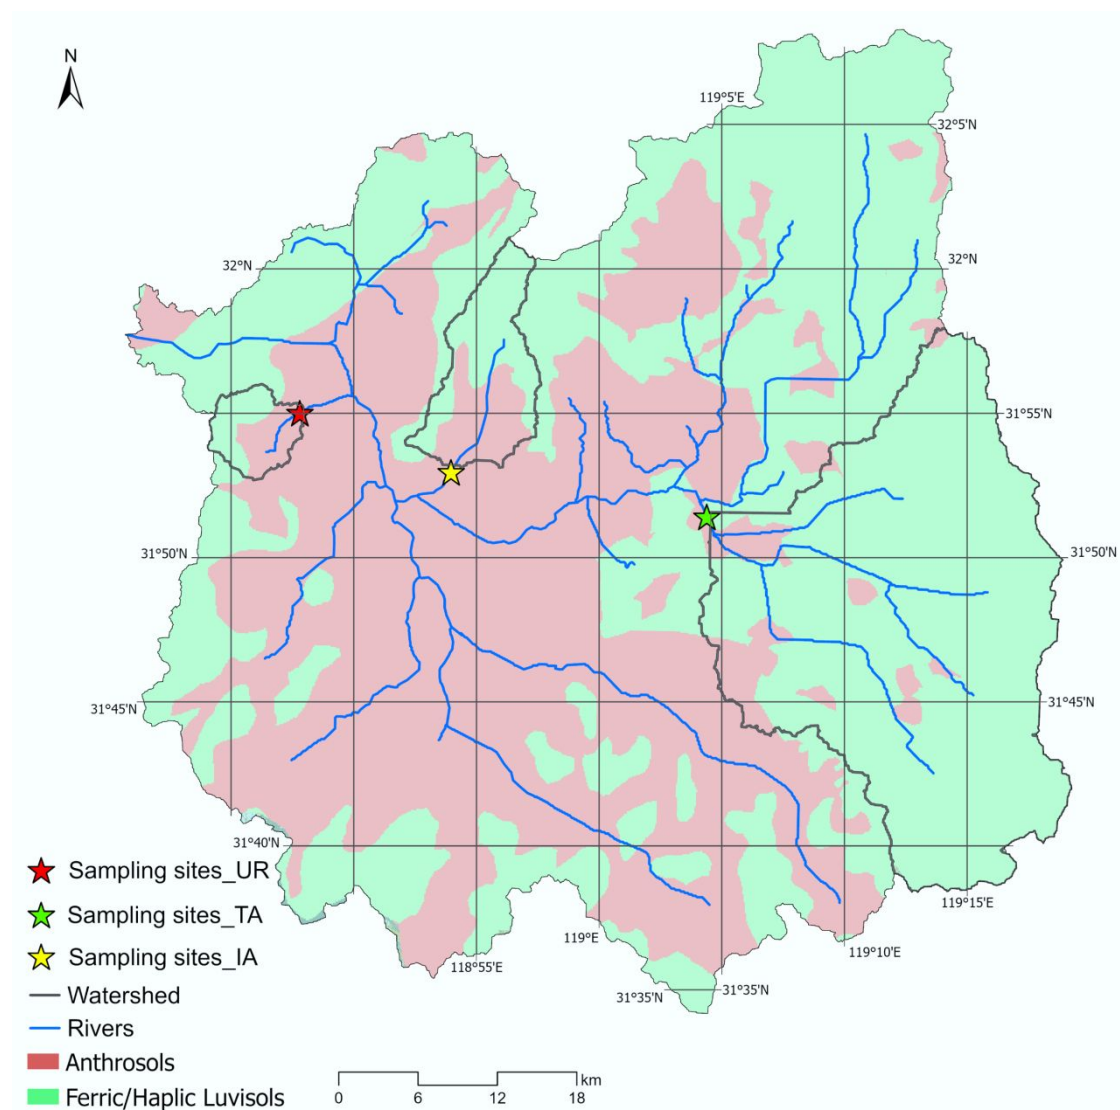 N
119°5'E
32°5'N
32°N
32°N
31°55'N
31°50'N
31°50'N
31°45'N
31°45'N
31°40'N
119°15'E
119°E
119°10'E
118°55'E
31°35'N
31°35'N
Sampling sites_UR
Sampling sites_TA
Sampling sites_IA
Watershed
Rivers
Anthrosols
Ferric/Haplic Luvisols
km
0 6 12 18